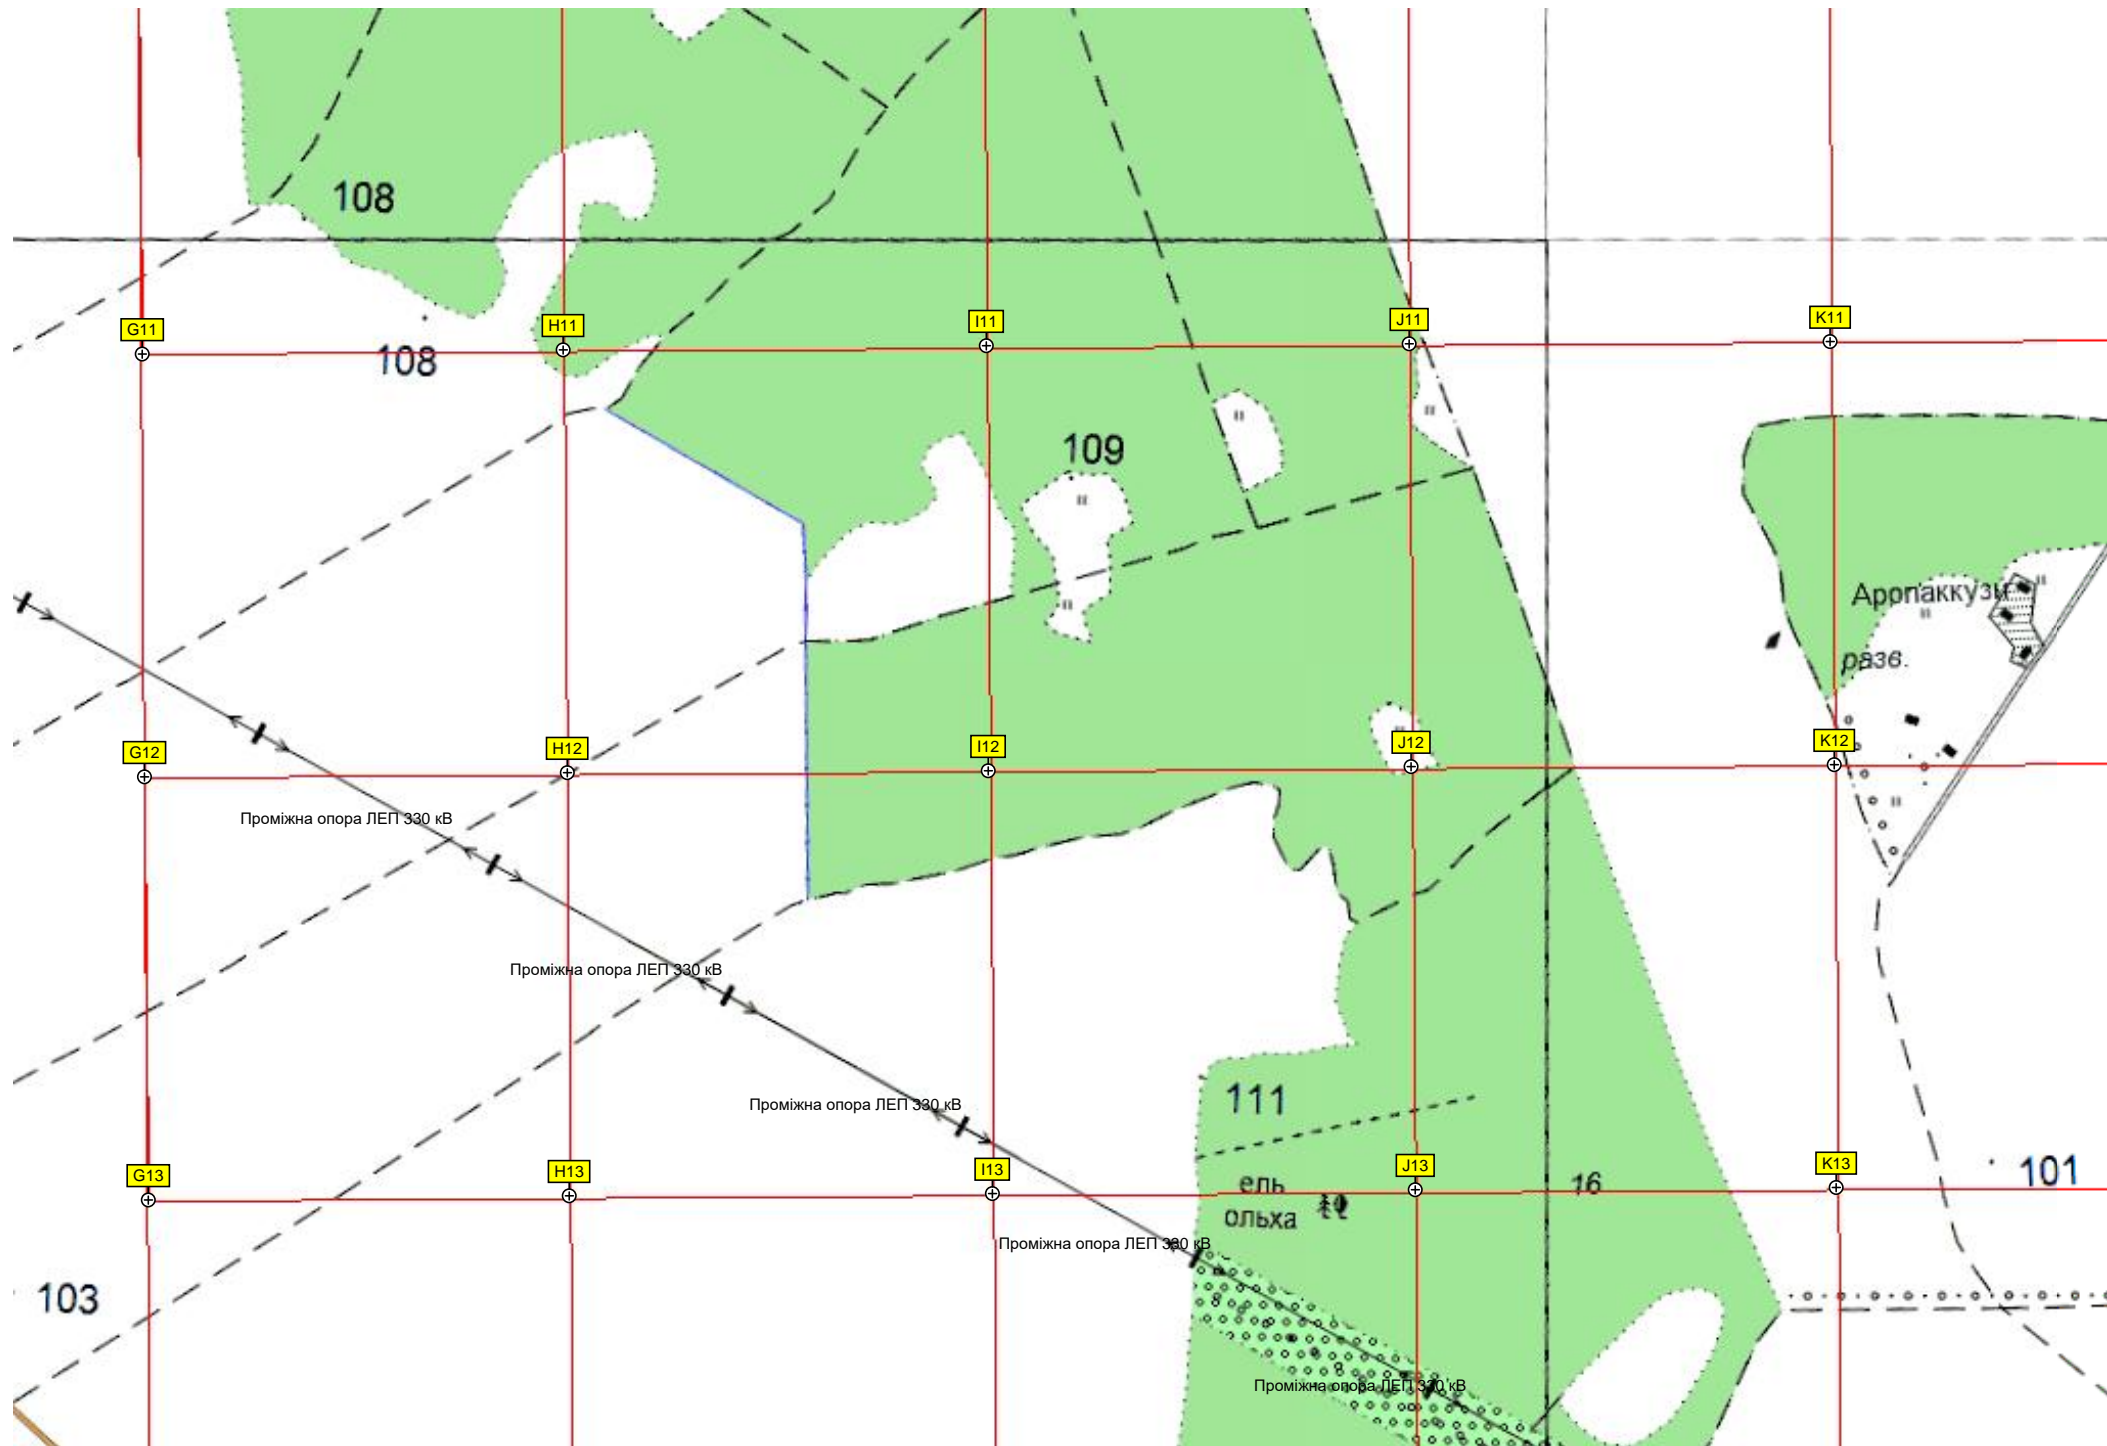 108
G11
H11
I11
J11
K11
108
109
Аррпаккузи
разв.
G12
H12
I12
J12
K12
Проміжна опора ЛЕП 330 кВ
Проміжна опора ЛЕП 330 кВ
111
Проміжна опора ЛЕП 330 кВ
G13
H13
I13
J13
K13
ель
ольха
16
101
Проміжна опора ЛЕП 330 кВ
103
Проміжна опора ЛЕП 330 кВ